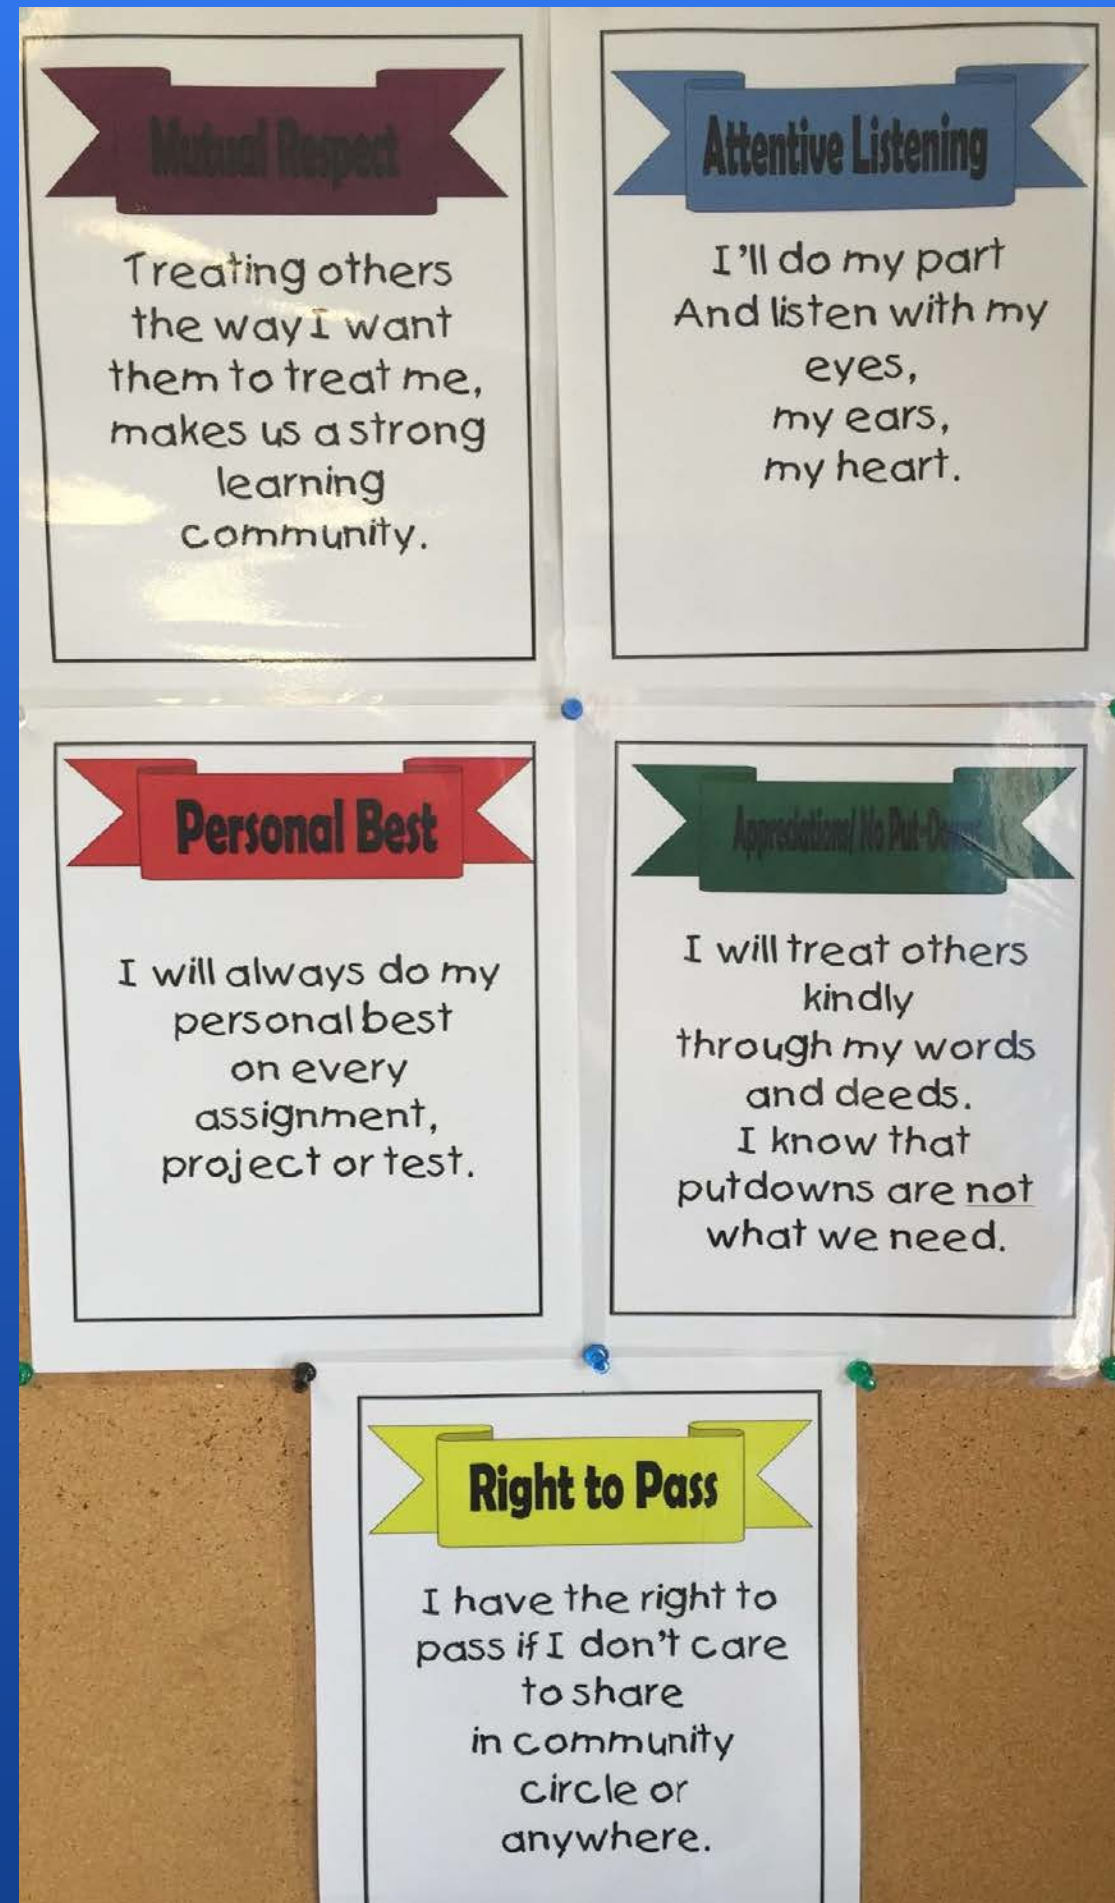 Mutual Respect
Treating others
the way I want
them to treat me,
makes us a strong
learning
community.
Attentive Listening
I'll do my part
And listen with my
eyes,
my ears,
my heart.
Personal Best
I will always do my
personal best
on every
assignment,
project or test.
Appreciations/ No Put-Downs
I will treat others
kindly
through my words
and deeds.
I know that
putdowns are not
what we need.
Right to Pass
I have the right to
pass if I don't care
to share
in community
circle or
anywhere.